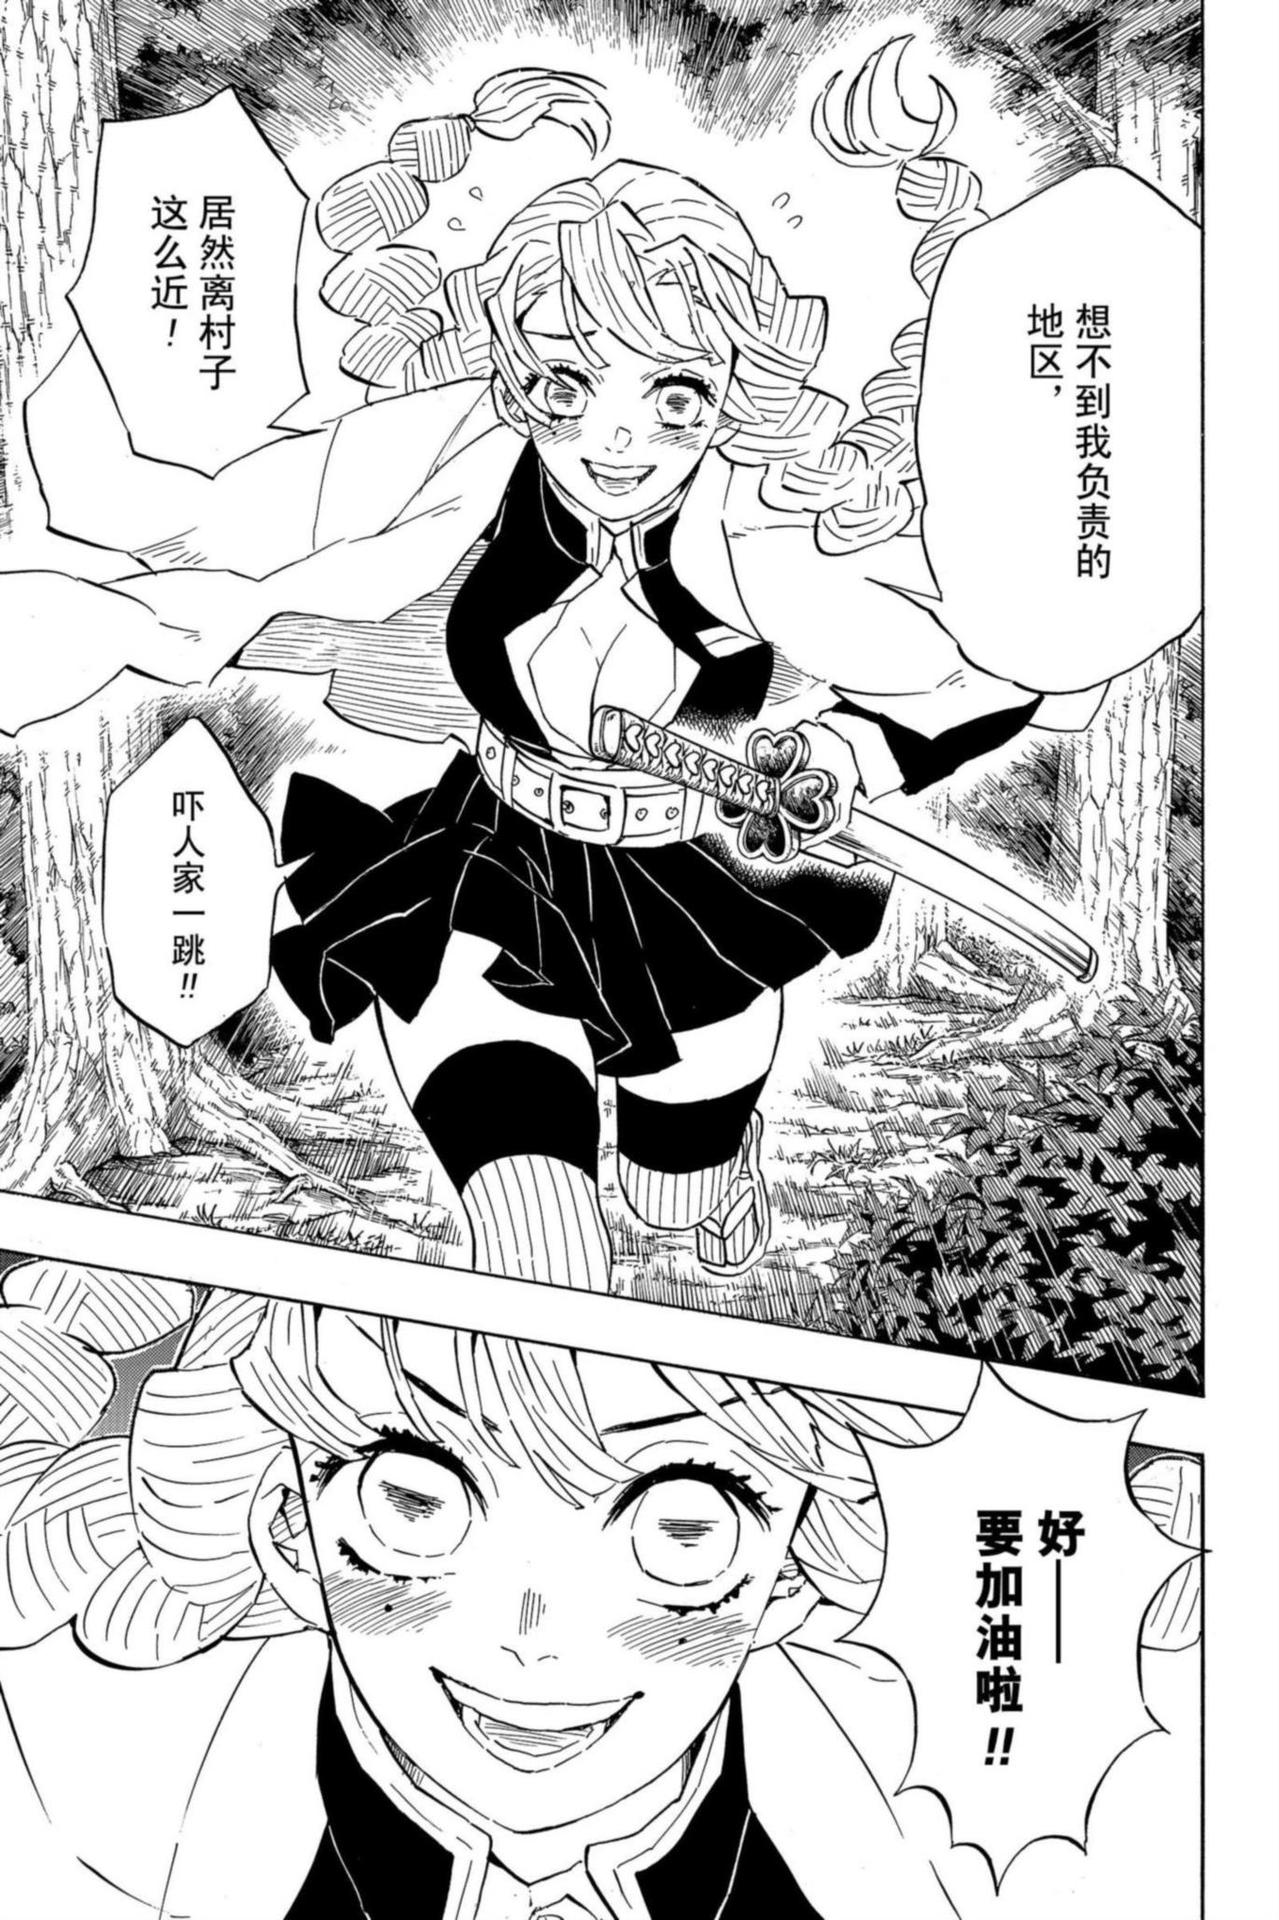 想不到我负责的
地区，
居然离村子
这么近！
吓人家一跳！！
好——
要加油啦！！